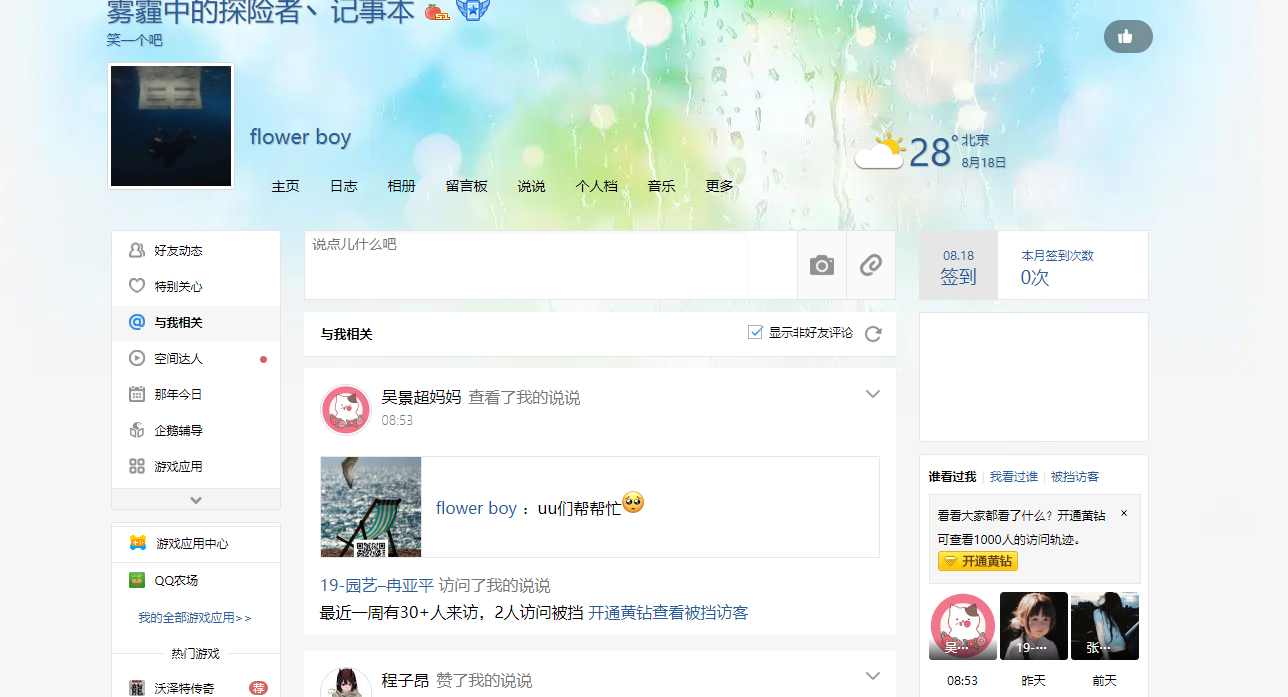 雾霾中的探险者丶记事本
51
笑一个吧
flower boy
28°
北京
8月18日
主页 日志 相册 留言板 说说 个人档 音乐 更多
好友动态
特别关心
与我相关
空间达人
那年今日
企鹅辅导
游戏应用
游戏应用中心
QQ农场
我的全部游戏应用>>
热门游戏
沃泽特传奇 荐
说点儿什么吧
与我相关
显示非好友评论
吴景超妈妈 查看了我的说说
08:53
flower boy ：uu们帮帮忙🥺
19-园艺–冉亚平 访问了我的说说
最近一周有30+人来访，2人访问被挡 开通黄钻查看被挡访客
程子昂 赞了我的说说
08.18
签到
本月签到次数
0次
谁看过我 我看过谁 被挡访客
看看大家都看了什么？开通黄钻 ×
可查看1000人的访问轨迹。
开通黄钻
吴··· 19-··· 张···
08:53 昨天 前天